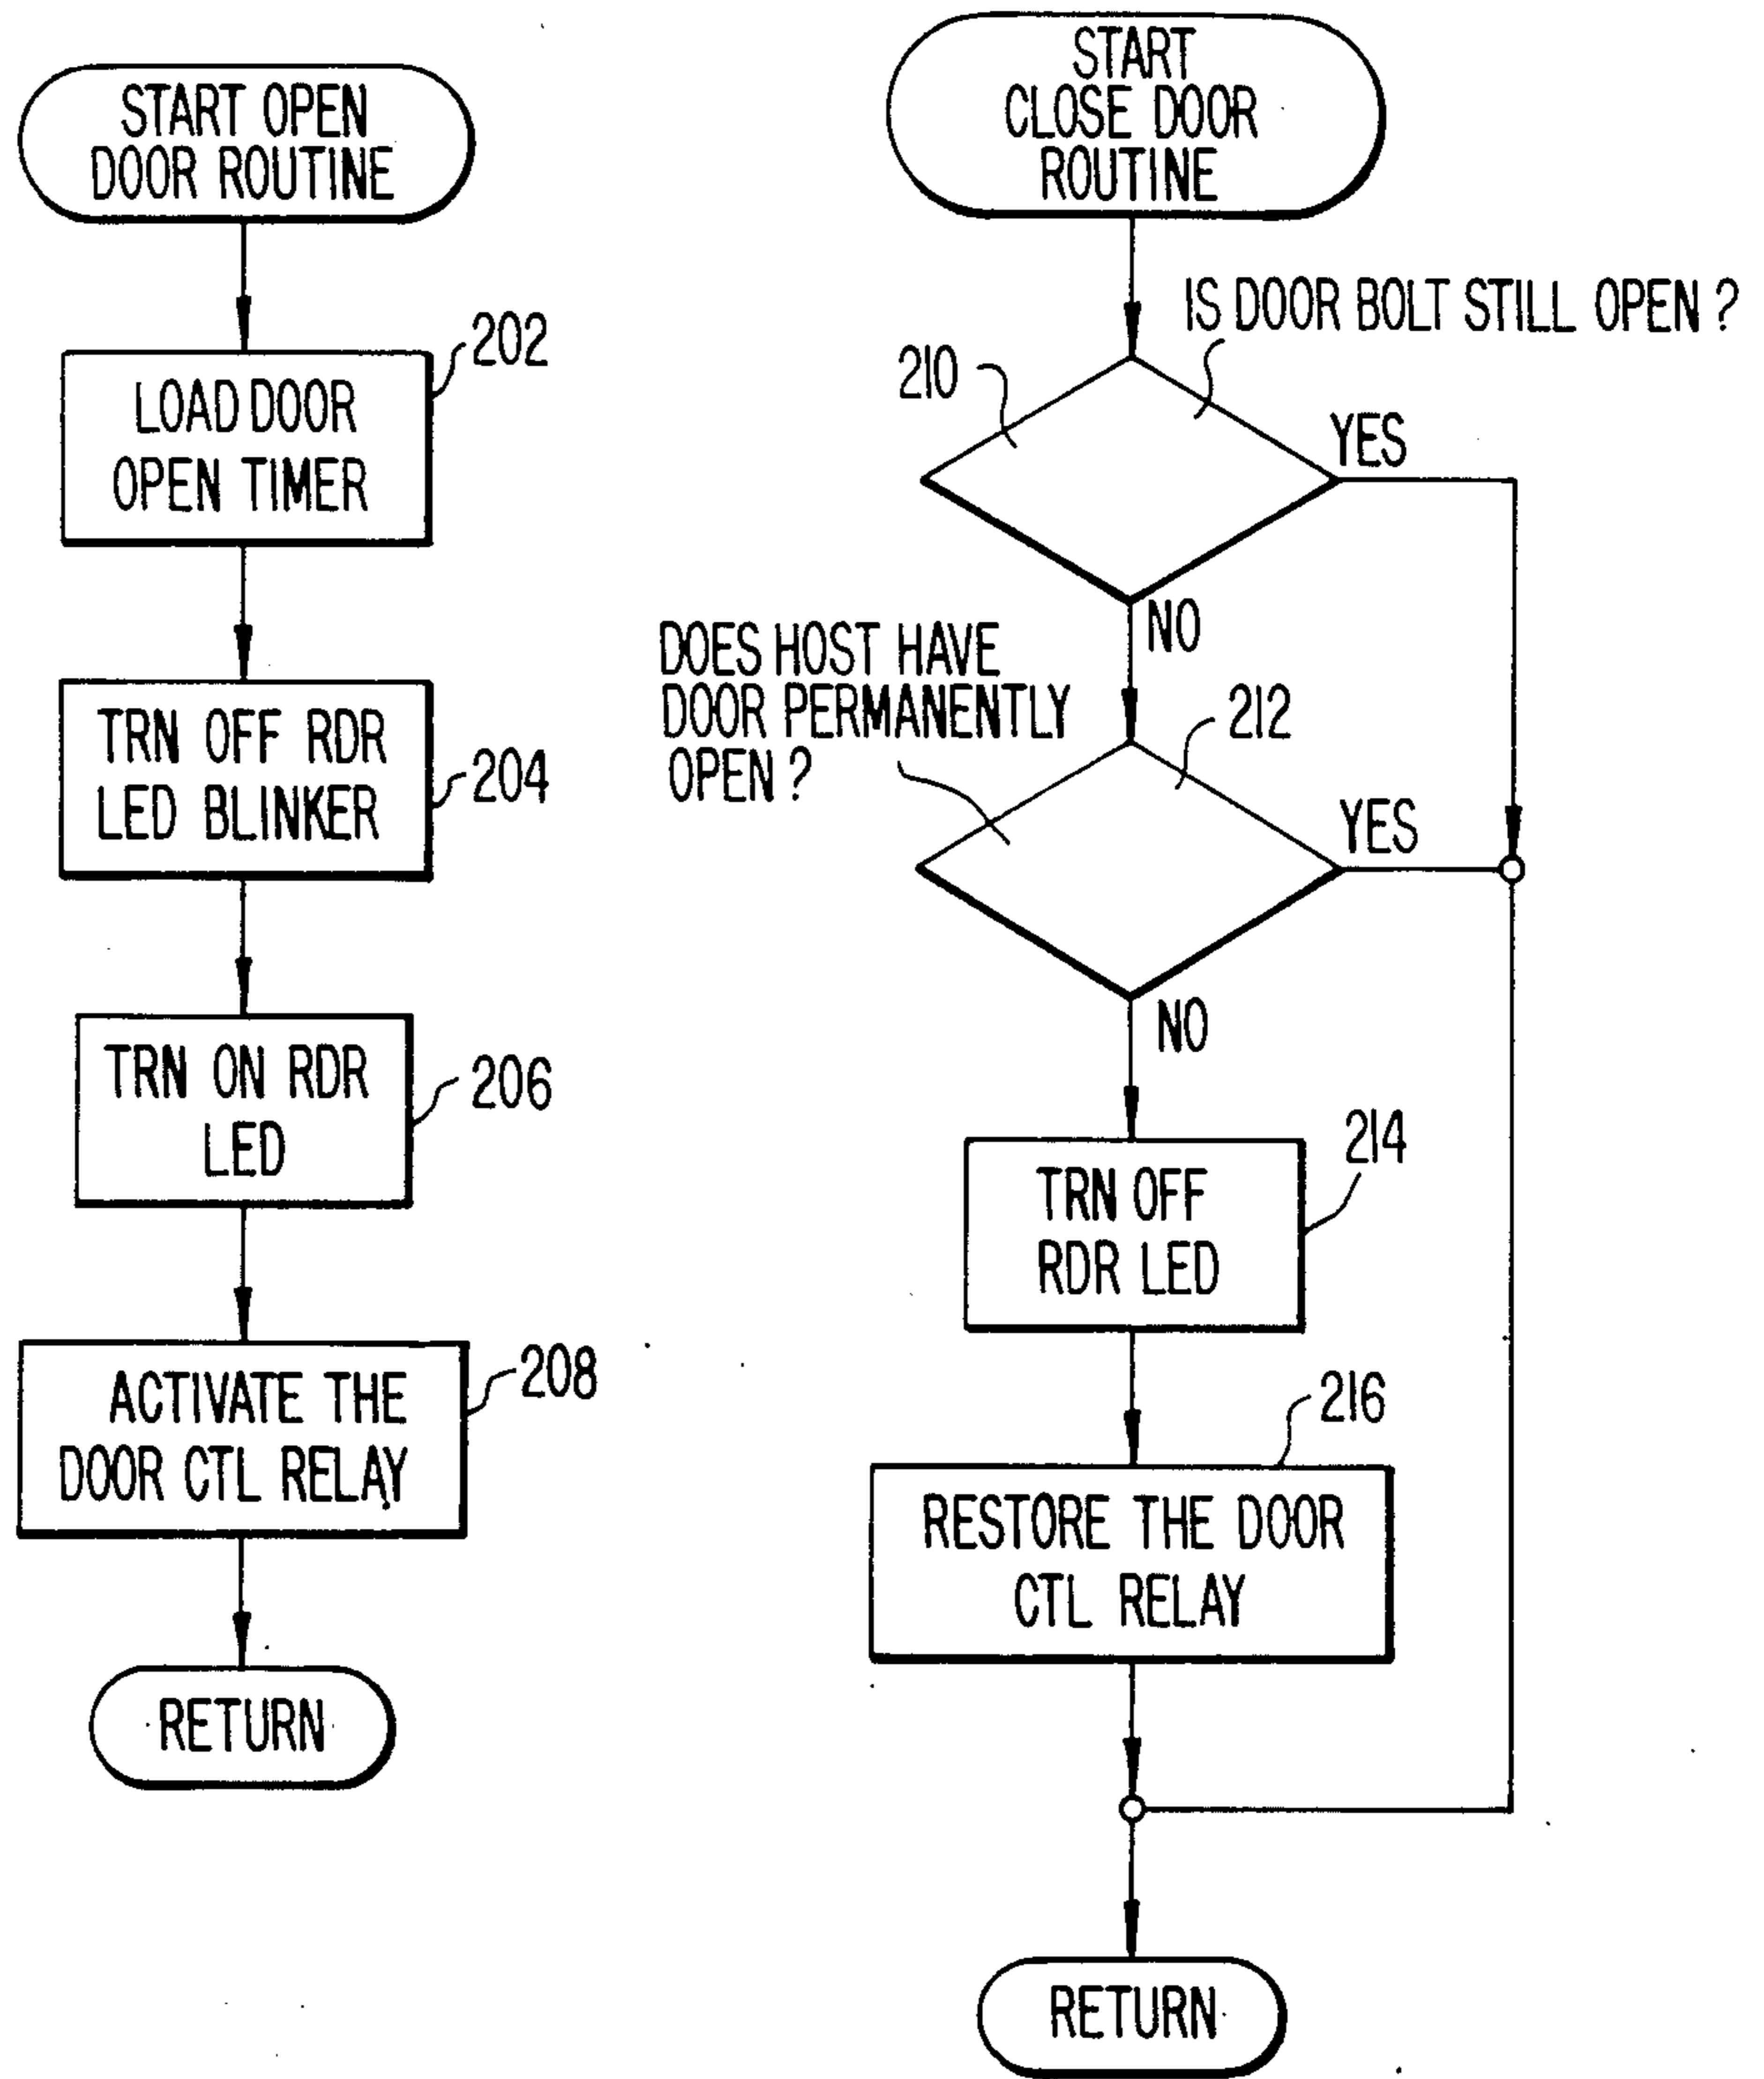 START OPEN
DOOR ROUTINE
202
LOAD DOOR
OPEN TIMER
TRN OFF RDR
LED BLINKER
204
TRN ON RDR
LED
206
ACTIVATE THE
DOOR CTL RELAY
208
RETURN
START
CLOSE DOOR
ROUTINE
IS DOOR BOLT STILL OPEN ?
210
YES
NO
DOES HOST HAVE
DOOR PERMANENTLY
OPEN ?
212
YES
NO
214
TRN OFF
RDR LED
216
RESTORE THE DOOR
CTL RELAY
RETURN